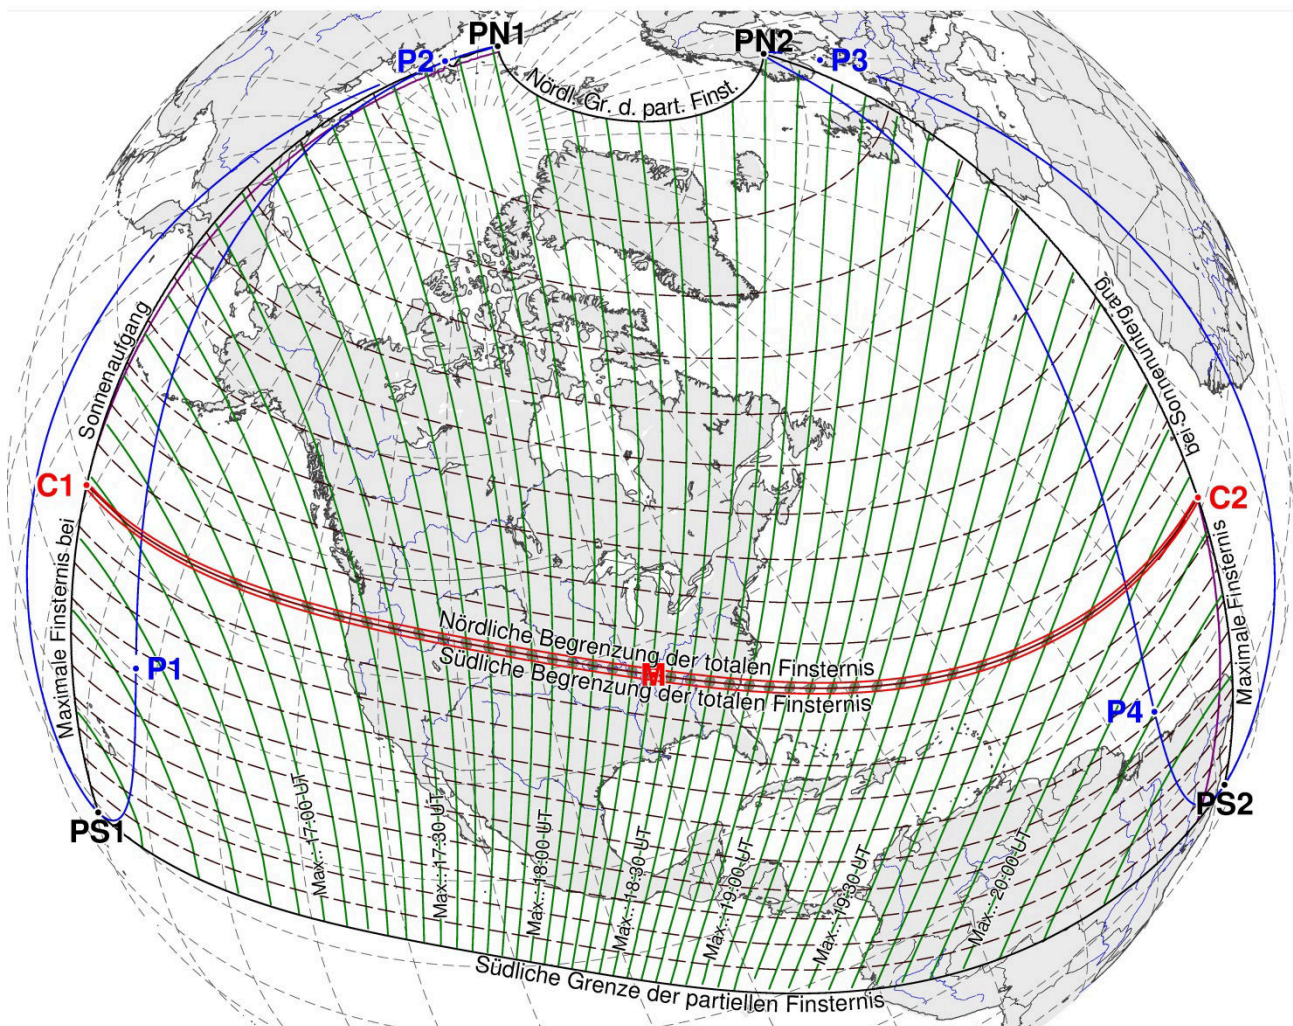 PN1
PN2
P2
P3
Nördl. Gr. d. part. Finst.
Sonnenaufgang
bei Sonnenuntergang
C1
C2
Maximale Finsternis bei
Maximale Finsternis
Nördliche Begrenzung der totalen Finsternis
M
Südliche Begrenzung der totalen Finsternis
P1
P4
PS1
PS2
Max.: 17:00 UT
Max.: 17:30 UT
Max.: 18:00 UT
Max.: 18:30 UT
Max.: 19:00 UT
Max.: 19:30 UT
Max.: 20:00 UT
Südliche Grenze der partiellen Finsternis